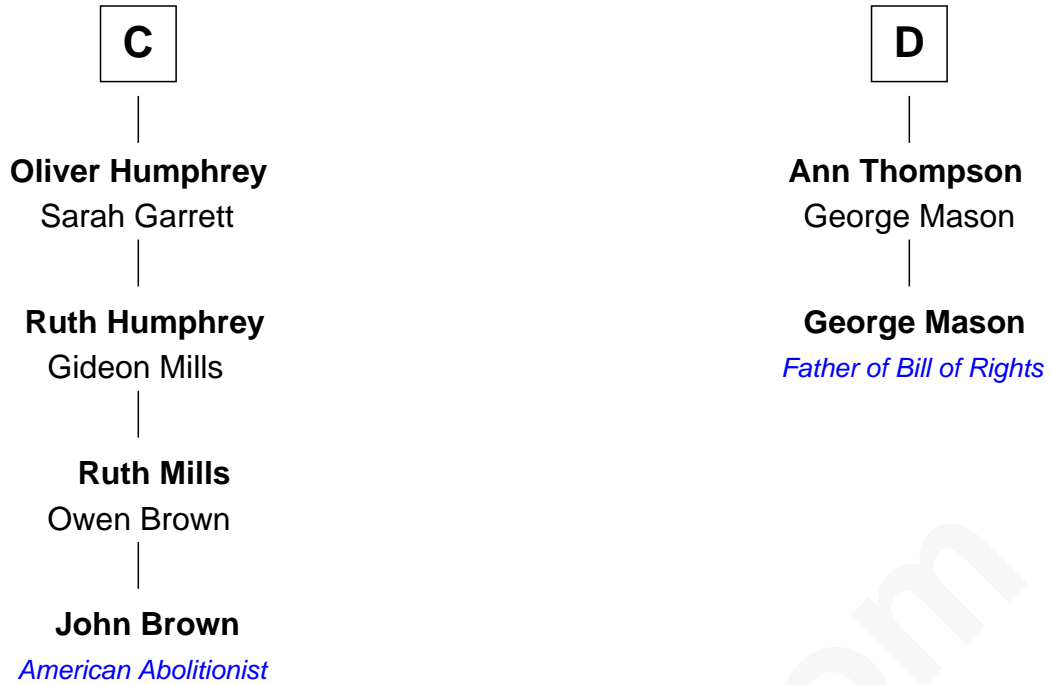 C
Oliver Humphrey
Sarah Garrett
Ruth Humphrey
Gideon Mills
Ruth Mills
Owen Brown
John Brown
American Abolitionist
D
Ann Thompson
George Mason
George Mason
Father of Bill of Rights
om